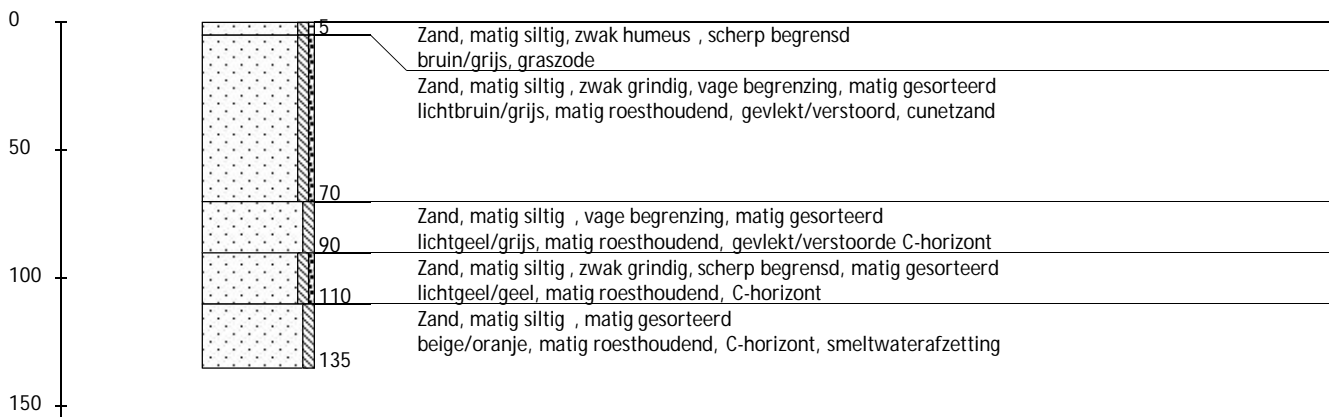 0
5
Zand, matig siltig, zwak humeus , scherp begrensd
bruin/grijs, graszode
Zand, matig siltig , zwak grindig, vage begrenzing, matig gesorteerd
lichtbruin/grijs, matig roesthoudend, gevlekt/verstoord, cunetzand
50
70
Zand, matig siltig , vage begrenzing, matig gesorteerd
lichtgeel/grijs, matig roesthoudend, gevlekt/verstoorde C-horizont
90
Zand, matig siltig , zwak grindig, scherp begrensd, matig gesorteerd
lichtgeel/geel, matig roesthoudend, C-horizont
100
110
Zand, matig siltig , matig gesorteerd
beige/oranje, matig roesthoudend, C-horizont, smeltwaterafzetting
135
150